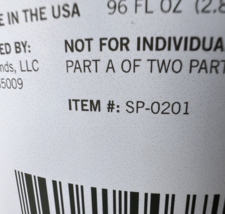 E IN THE USA 96 FL OZ (2.8
ED BY: NOT FOR INDIVIDUA
nds, LLC PART A OF TWO PART
5009
ITEM #: SP-0201